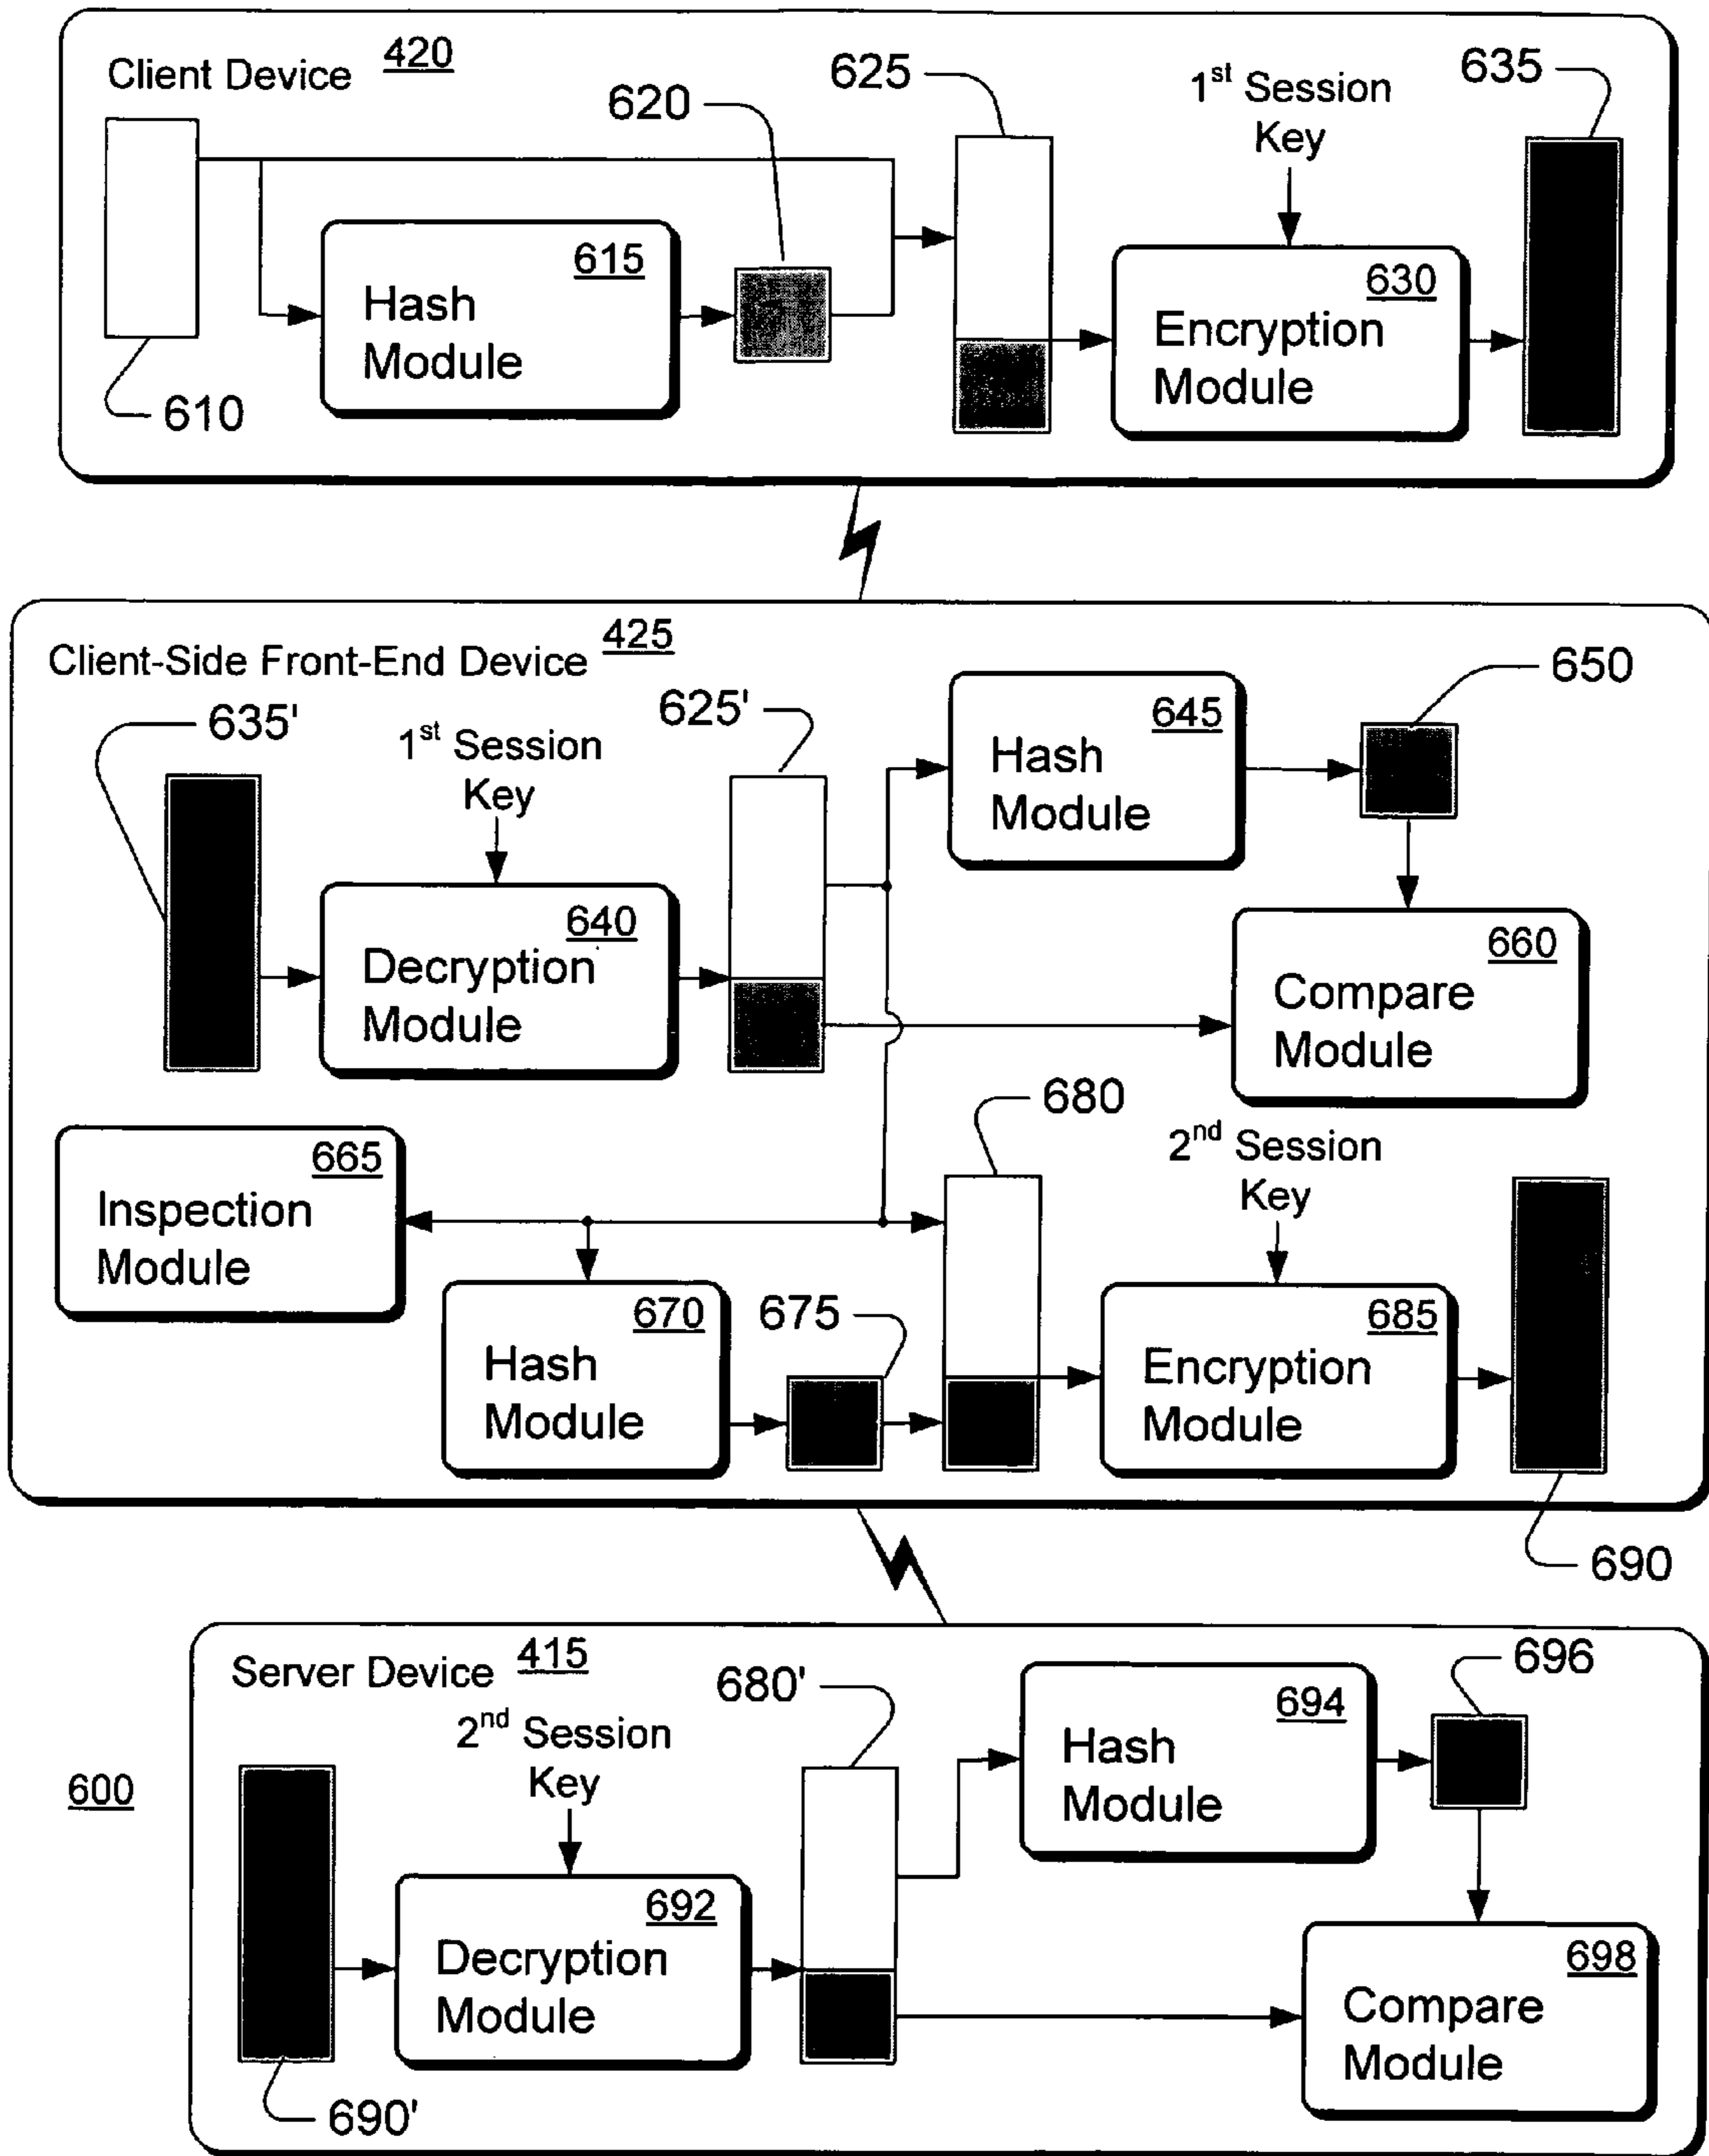 Client Device 420
610
620
625
1st Session
Key
635
615
Hash
Module
630
Encryption
Module
Client-Side Front-End Device 425
635'
1st Session
Key
625'
645
Hash
Module
650
640
Decryption
Module
660
Compare
Module
665
Inspection
Module
680
2nd Session
Key
670
Hash
Module
675
685
Encryption
Module
690
600
Server Device 415
2nd Session
Key
680'
694
Hash
Module
696
692
Decryption
Module
698
Compare
Module
690'